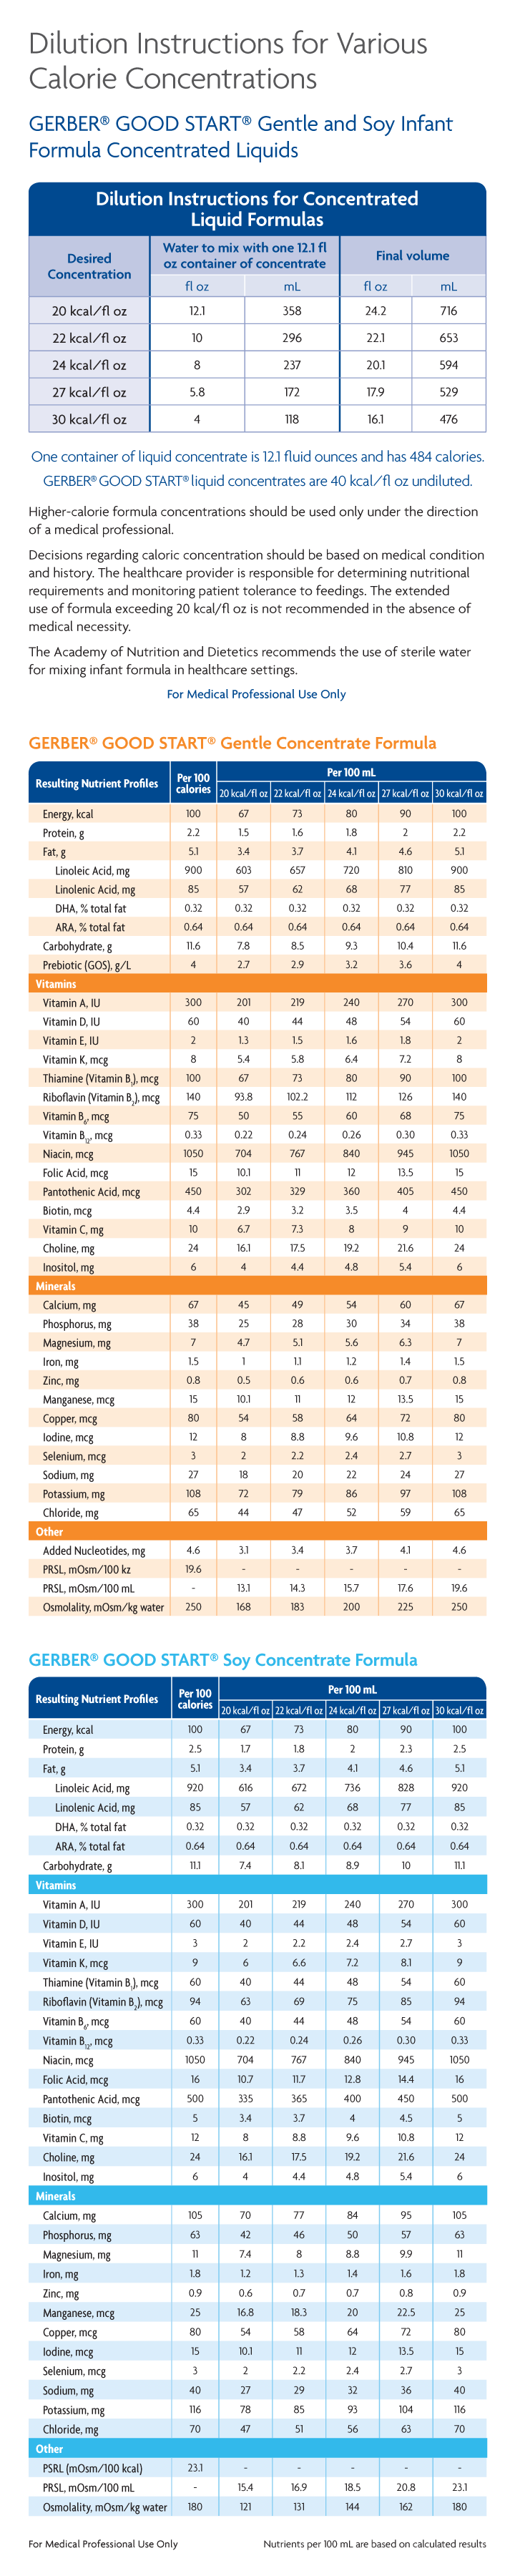 Dilution Instructions for Various
Calorie Concentrations
GERBER® GOOD START® Gentle and Soy Infant
Formula Concentrated Liquids
Dilution Instructions for Concentrated
Liquid Formulas
Desired Concentration | Water to mix with one 12.1 fl oz container of concentrate | Final volume
fl oz | mL | fl oz | mL
20 kcal/fl oz | 12.1 | 358 | 24.2 | 716
22 kcal/fl oz | 10 | 296 | 22.1 | 653
24 kcal/fl oz | 8 | 237 | 20.1 | 594
27 kcal/fl oz | 5.8 | 172 | 17.9 | 529
30 kcal/fl oz | 4 | 118 | 16.1 | 476
One container of liquid concentrate is 12.1 fluid ounces and has 484 calories.
GERBER® GOOD START® liquid concentrates are 40 kcal/fl oz undiluted.
Higher-calorie formula concentrations should be used only under the direction
of a medical professional.
Decisions regarding caloric concentration should be based on medical condition
and history. The healthcare provider is responsible for determining nutritional
requirements and monitoring patient tolerance to feedings. The extended
use of formula exceeding 20 kcal/fl oz is not recommended in the absence of
medical necessity.
The Academy of Nutrition and Dietetics recommends the use of sterile water
for mixing infant formula in healthcare settings.
For Medical Professional Use Only
GERBER® GOOD START® Gentle Concentrate Formula
Resulting Nutrient Profiles | Per 100 calories | Per 100 mL
20 kcal/fl oz | 22 kcal/fl oz | 24 kcal/fl oz | 27 kcal/fl oz | 30 kcal/fl oz
Energy, kcal | 100 | 67 | 73 | 80 | 90 | 100
Protein, g | 2.2 | 1.5 | 1.6 | 1.8 | 2 | 2.2
Fat, g | 5.1 | 3.4 | 3.7 | 4.1 | 4.6 | 5.1
Linoleic Acid, mg | 900 | 603 | 657 | 720 | 810 | 900
Linolenic Acid, mg | 85 | 57 | 62 | 68 | 77 | 85
DHA, % total fat | 0.32 | 0.32 | 0.32 | 0.32 | 0.32 | 0.32
ARA, % total fat | 0.64 | 0.64 | 0.64 | 0.64 | 0.64 | 0.64
Carbohydrate, g | 11.6 | 7.8 | 8.5 | 9.3 | 10.4 | 11.6
Prebiotic (GOS), g/L | 4 | 2.7 | 2.9 | 3.2 | 3.6 | 4
Vitamins
Vitamin A, IU | 300 | 201 | 219 | 240 | 270 | 300
Vitamin D, IU | 60 | 40 | 44 | 48 | 54 | 60
Vitamin E, IU | 2 | 1.3 | 1.5 | 1.6 | 1.8 | 2
Vitamin K, mcg | 8 | 5.4 | 5.8 | 6.4 | 7.2 | 8
Thiamine (Vitamin B₁), mcg | 100 | 67 | 73 | 80 | 90 | 100
Riboflavin (Vitamin B₂), mcg | 140 | 93.8 | 102.2 | 112 | 126 | 140
Vitamin B₆, mcg | 75 | 50 | 55 | 60 | 68 | 75
Vitamin B₁₂, mcg | 0.33 | 0.22 | 0.24 | 0.26 | 0.30 | 0.33
Niacin, mcg | 1050 | 704 | 767 | 840 | 945 | 1050
Folic Acid, mcg | 15 | 10.1 | 11 | 12 | 13.5 | 15
Pantothenic Acid, mcg | 450 | 302 | 329 | 360 | 405 | 450
Biotin, mcg | 4.4 | 2.9 | 3.2 | 3.5 | 4 | 4.4
Vitamin C, mg | 10 | 6.7 | 7.3 | 8 | 9 | 10
Choline, mg | 24 | 16.1 | 17.5 | 19.2 | 21.6 | 24
Inositol, mg | 6 | 4 | 4.4 | 4.8 | 5.4 | 6
Minerals
Calcium, mg | 67 | 45 | 49 | 54 | 60 | 67
Phosphorus, mg | 38 | 25 | 28 | 30 | 34 | 38
Magnesium, mg | 7 | 4.7 | 5.1 | 5.6 | 6.3 | 7
Iron, mg | 1.5 | 1 | 1.1 | 1.2 | 1.4 | 1.5
Zinc, mg | 0.8 | 0.5 | 0.6 | 0.6 | 0.7 | 0.8
Manganese, mcg | 15 | 10.1 | 11 | 12 | 13.5 | 15
Copper, mcg | 80 | 54 | 58 | 64 | 72 | 80
Iodine, mcg | 12 | 8 | 8.8 | 9.6 | 10.8 | 12
Selenium, mcg | 3 | 2 | 2.2 | 2.4 | 2.7 | 3
Sodium, mg | 27 | 18 | 20 | 22 | 24 | 27
Potassium, mg | 108 | 72 | 79 | 86 | 97 | 108
Chloride, mg | 65 | 44 | 47 | 52 | 59 | 65
Other
Added Nucleotides, mg | 4.6 | 3.1 | 3.4 | 3.7 | 4.1 | 4.6
PRSL, mOsm/100 kz | 19.6 | - | - | - | - | -
PRSL, mOsm/100 mL | - | 13.1 | 14.3 | 15.7 | 17.6 | 19.6
Osmolality, mOsm/kg water | 250 | 168 | 183 | 200 | 225 | 250
GERBER® GOOD START® Soy Concentrate Formula
Resulting Nutrient Profiles | Per 100 calories | Per 100 mL
20 kcal/fl oz | 22 kcal/fl oz | 24 kcal/fl oz | 27 kcal/fl oz | 30 kcal/fl oz
Energy, kcal | 100 | 67 | 73 | 80 | 90 | 100
Protein, g | 2.5 | 1.7 | 1.8 | 2 | 2.3 | 2.5
Fat, g | 5.1 | 3.4 | 3.7 | 4.1 | 4.6 | 5.1
Linoleic Acid, mg | 920 | 616 | 672 | 736 | 828 | 920
Linolenic Acid, mg | 85 | 57 | 62 | 68 | 77 | 85
DHA, % total fat | 0.32 | 0.32 | 0.32 | 0.32 | 0.32 | 0.32
ARA, % total fat | 0.64 | 0.64 | 0.64 | 0.64 | 0.64 | 0.64
Carbohydrate, g | 11.1 | 7.4 | 8.1 | 8.9 | 10 | 11.1
Vitamins
Vitamin A, IU | 300 | 201 | 219 | 240 | 270 | 300
Vitamin D, IU | 60 | 40 | 44 | 48 | 54 | 60
Vitamin E, IU | 3 | 2 | 2.2 | 2.4 | 2.7 | 3
Vitamin K, mcg | 9 | 6 | 6.6 | 7.2 | 8.1 | 9
Thiamine (Vitamin B₁), mcg | 60 | 40 | 44 | 48 | 54 | 60
Riboflavin (Vitamin B₂), mcg | 94 | 63 | 69 | 75 | 85 | 94
Vitamin B₆, mcg | 60 | 40 | 44 | 48 | 54 | 60
Vitamin B₁₂, mcg | 0.33 | 0.22 | 0.24 | 0.26 | 0.30 | 0.33
Niacin, mcg | 1050 | 704 | 767 | 840 | 945 | 1050
Folic Acid, mcg | 16 | 10.7 | 11.7 | 12.8 | 14.4 | 16
Pantothenic Acid, mcg | 500 | 335 | 365 | 400 | 450 | 500
Biotin, mcg | 5 | 3.4 | 3.7 | 4 | 4.5 | 5
Vitamin C, mg | 12 | 8 | 8.8 | 9.6 | 10.8 | 12
Choline, mg | 24 | 16.1 | 17.5 | 19.2 | 21.6 | 24
Inositol, mg | 6 | 4 | 4.4 | 4.8 | 5.4 | 6
Minerals
Calcium, mg | 105 | 70 | 77 | 84 | 95 | 105
Phosphorus, mg | 63 | 42 | 46 | 50 | 57 | 63
Magnesium, mg | 11 | 7.4 | 8 | 8.8 | 9.9 | 11
Iron, mg | 1.8 | 1.2 | 1.3 | 1.4 | 1.6 | 1.8
Zinc, mg | 0.9 | 0.6 | 0.7 | 0.7 | 0.8 | 0.9
Manganese, mcg | 25 | 16.8 | 18.3 | 20 | 22.5 | 25
Copper, mcg | 80 | 54 | 58 | 64 | 72 | 80
Iodine, mcg | 15 | 10.1 | 11 | 12 | 13.5 | 15
Selenium, mcg | 3 | 2 | 2.2 | 2.4 | 2.7 | 3
Sodium, mg | 40 | 27 | 29 | 32 | 36 | 40
Potassium, mg | 116 | 78 | 85 | 93 | 104 | 116
Chloride, mg | 70 | 47 | 51 | 56 | 63 | 70
Other
PSRL (mOsm/100 kcal) | 23.1 | - | - | - | - | -
PRSL, mOsm/100 mL | - | 15.4 | 16.9 | 18.5 | 20.8 | 23.1
Osmolality, mOsm/kg water | 180 | 121 | 131 | 144 | 162 | 180
For Medical Professional Use Only
Nutrients per 100 mL are based on calculated results